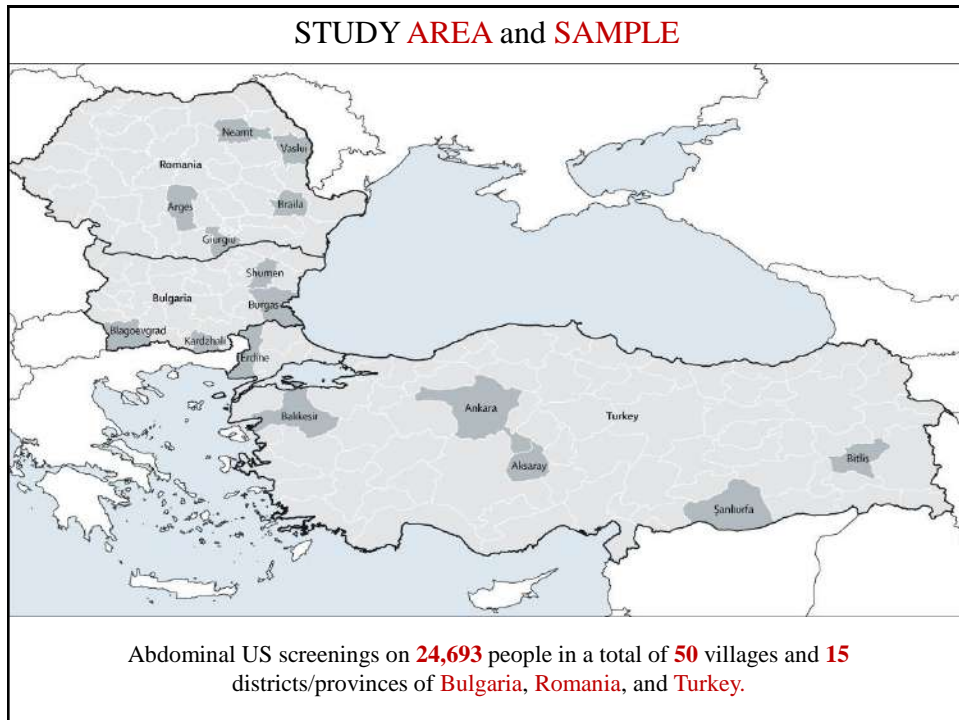 STUDY AREA and SAMPLE
Neamt
Vaslui
Romania
Arges
Braila
Giurgiu
Shumen
Bulgaria
Burgas
Blagoevgrad
Kardzhali
Erdine
Balıkesir
Ankara
Turkey
Aksaray
Bitlis
Şanlıurfa
Abdominal US screenings on 24,693 people in a total of 50 villages and 15
districts/provinces of Bulgaria, Romania, and Turkey.